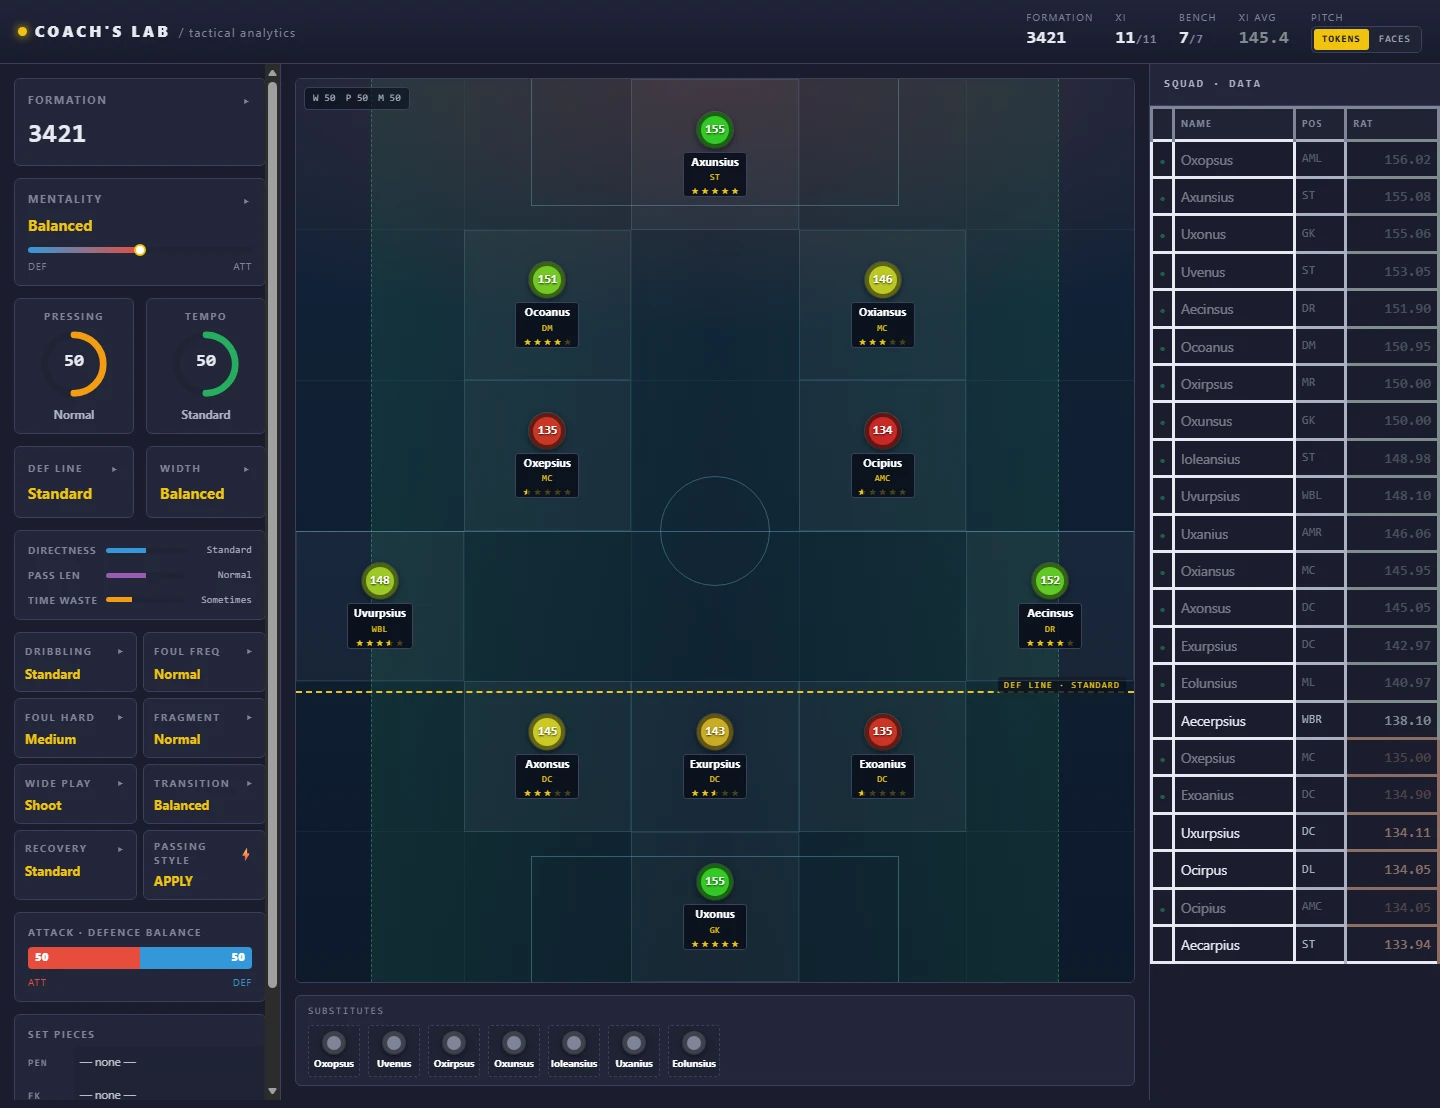 COACH'S LAB / tactical analytics
FORMATION
3421
XI
11/11
BENCH
7/7
XI AVG
145.4
PITCH
TOKENS FACES
FORMATION
3421
MENTALITY
Balanced
DEF ATT
PRESSING
50
Normal
TEMPO
50
Standard
DEF LINE
Standard
WIDTH
Balanced
DIRECTNESS Standard
PASS LEN Normal
TIME WASTE Sometimes
DRIBBLING
Standard
FOUL FREQ
Normal
FOUL HARD
Medium
FRAGMENT
Normal
WIDE PLAY
Shoot
TRANSITION
Balanced
RECOVERY
Standard
PASSING
STYLE
APPLY
ATTACK · DEFENCE BALANCE
50 50
ATT DEF
SET PIECES
PEN — none —
FK — none —
W 50 P 50 M 50
155
Axunsius
ST
151
Ocoanus
DM
146
Oxiansus
MC
135
Oxepsius
MC
134
Ocipius
AMC
148
Uvurpsius
WBL
152
Aecinsus
DR
DEF LINE · STANDARD
145
Axonsus
DC
143
Exurpsius
DC
135
Exoanius
DC
155
Uxonus
GK
SUBSTITUTES
Oxopsus
Uvenus
Oxirpsus
Oxunsus
Ioleansius
Uxanius
Eolunsius
SQUAD · DATA
NAME POS RAT
Oxopsus AML 156.02
Axunsius ST 155.08
Uxonus GK 155.06
Uvenus ST 153.05
Aecinsus DR 151.90
Ocoanus DM 150.95
Oxirpsus MR 150.00
Oxunsus GK 150.00
Ioleansius ST 148.98
Uvurpsius WBL 148.10
Uxanius AMR 146.06
Oxiansus MC 145.95
Axonsus DC 145.05
Exurpsius DC 142.97
Eolunsius ML 140.97
Aecerpsius WBR 138.10
Oxepsius MC 135.00
Exoanius DC 134.90
Uxurpsius DC 134.11
Ocirpus DL 134.05
Ocipius AMC 134.05
Aecarpius ST 133.94